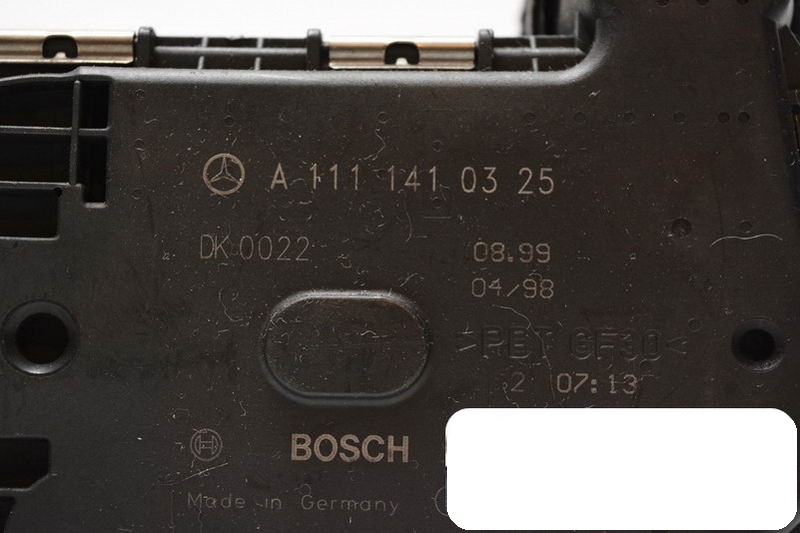 A 111 141 03 25
DK 0022 08.99
04/98
>PBT GF30<
2 07:13
BOSCH
Made in Germany